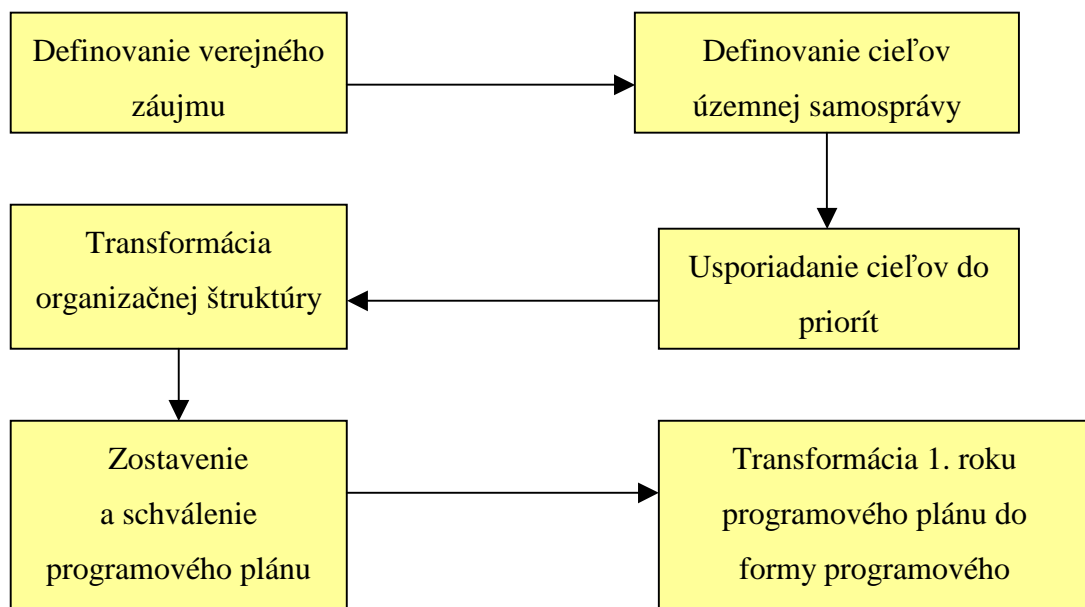 Definovanie verejného
záujmu
Definovanie cieľov
územnej samosprávy
Usporiadanie cieľov do
priorít
Transformácia
organizačnej štruktúry
Zostavenie
a schválenie
programového plánu
Transformácia 1. roku
programového plánu do
formy programového